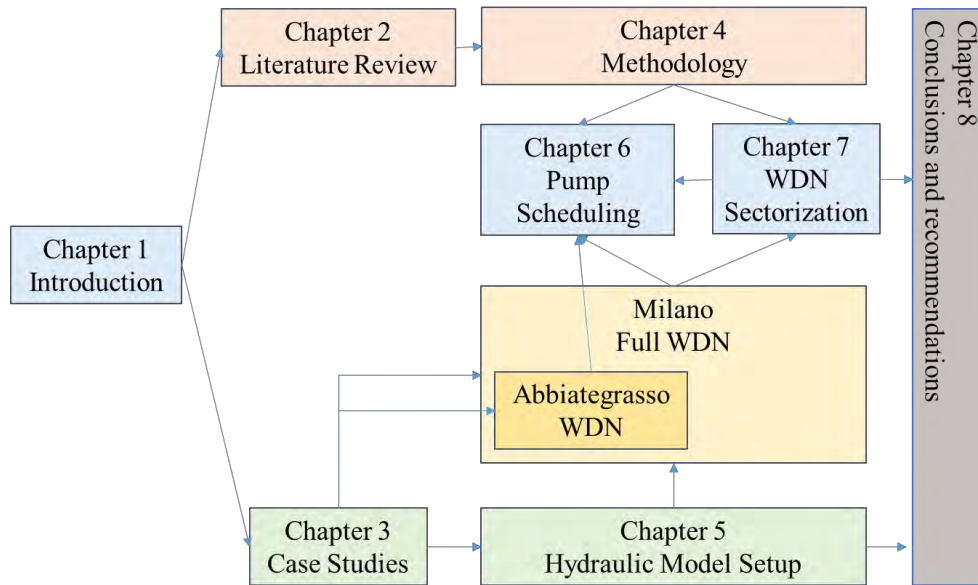 Chapter 2
Literature Review
Chapter 4
Methodology
Chapter 6
Pump
Scheduling
Chapter 7
WDN
Sectorization
Chapter 1
Introduction
Milano
Full WDN
Abbiategrasso
WDN
Chapter 3
Case Studies
Chapter 5
Hydraulic Model Setup
Chapter 8
Conclusions and recommendations